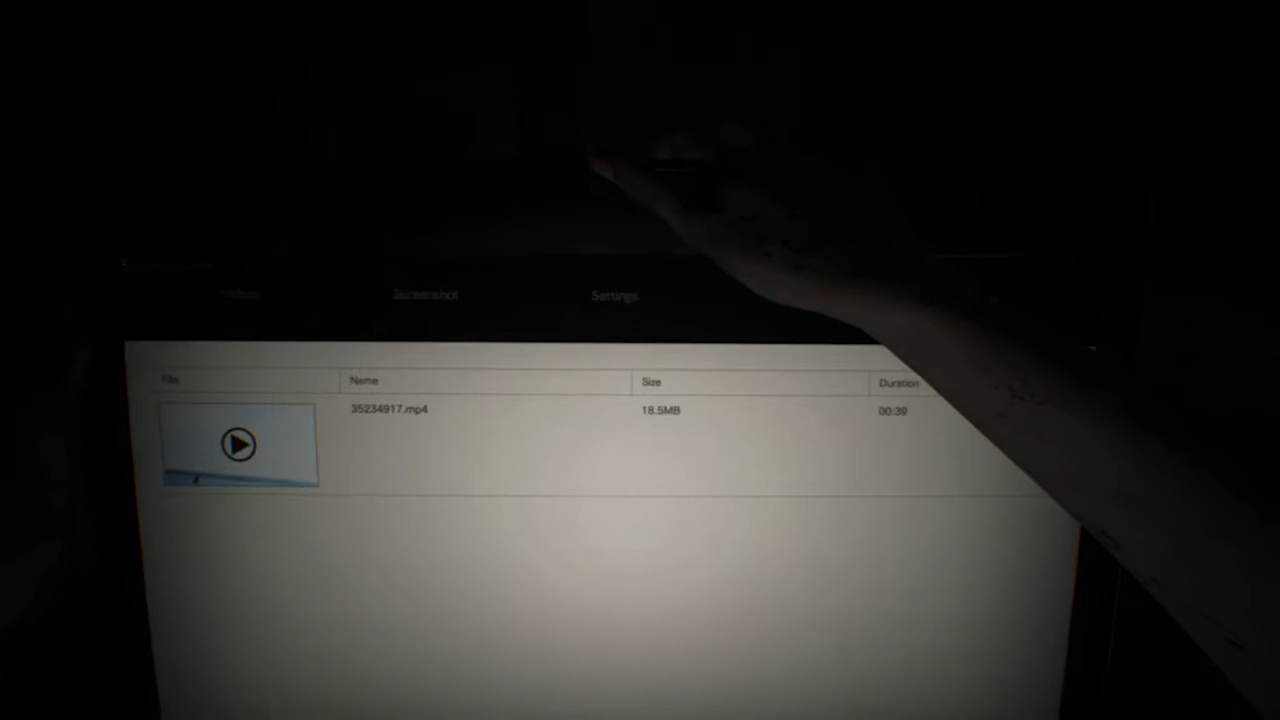 Videos Screenshot Settings
File Name Size Duration
35234917.mp4 18.5MB 00:39